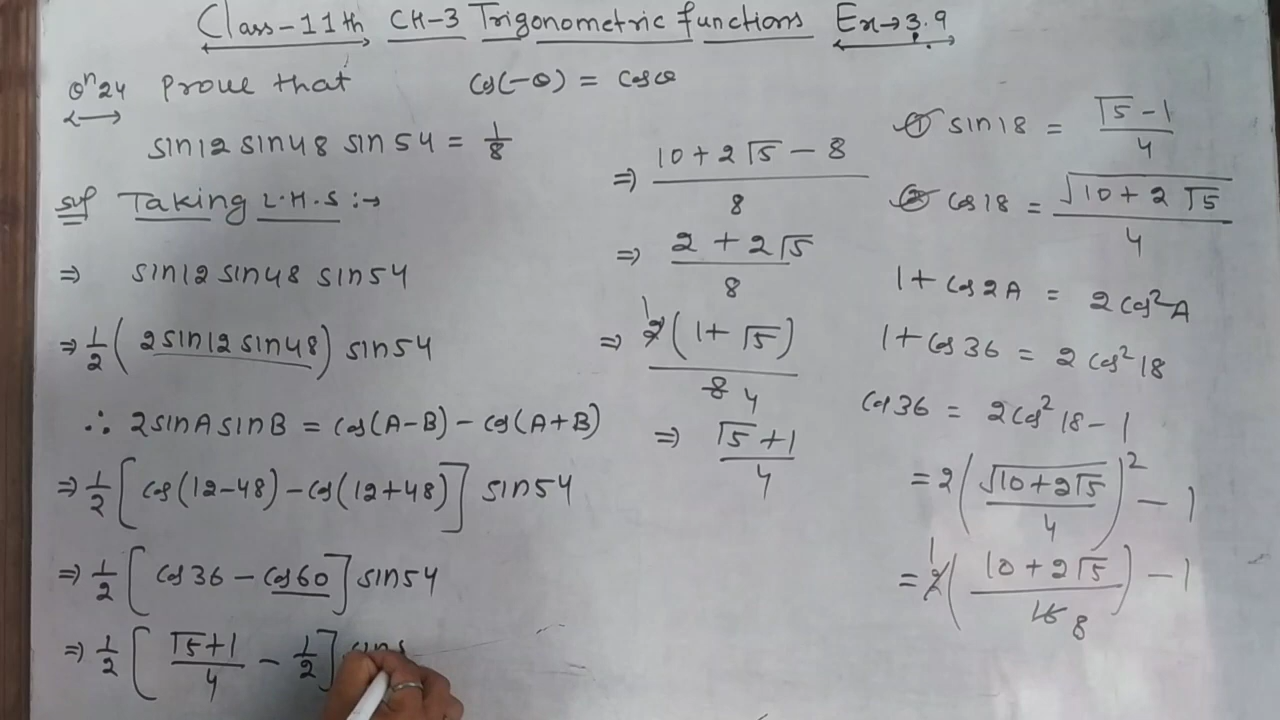 Class-11th CH-3 Trigonometric functions Ex→3.9
Qn24 Prove that cos(-θ) = cosθ
sin12 sin48 sin54 = 1/8
Sol Taking L.H.S :→
⇒ sin12 sin48 sin54
⇒ 1/2 ( 2sin12 sin48 ) sin54
∴ 2sinA sinB = cos(A-B) - cos(A+B)
⇒ 1/2 [ cos(12-48) - cos(12+48) ] sin54
⇒ 1/2 [ cos36 - cos60 ] sin54
⇒ 1/2 [ (√5+1)/4 - 1/2 ]
⇒ (10 + 2√5 - 8)/8
⇒ (2 + 2√5)/8
⇒ 2( 1 + √5 )/8 1 4
⇒ (√5+1)/4
① sin18 = (√5 - 1)/4
② cos18 = √(10 + 2√5)/4
1 + cos2A = 2cos²A
1 + cos36 = 2cos²18
cos36 = 2cos²18 - 1
= 2( √(10+2√5)/4 )² - 1
= 2( (10 + 2√5)/16 ) - 1 1 8